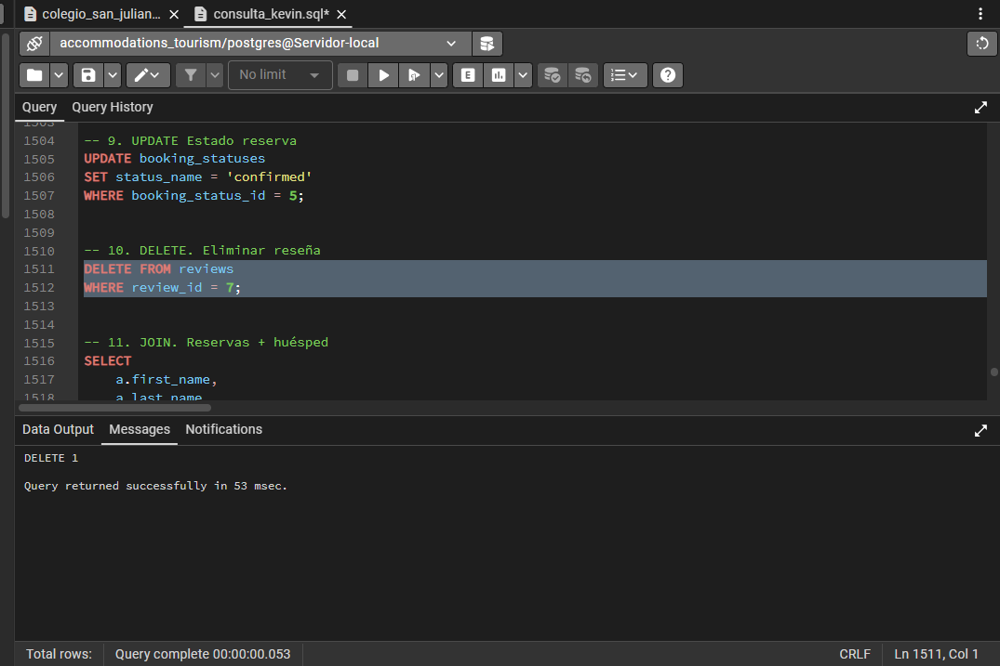 colegio_san_julian...
consulta_kevin.sql*
accommodations_tourism/postgres@Servidor-local
No limit
E
Query
Query History
1503
1504 -- 9. UPDATE Estado reserva
1505 UPDATE booking_statuses
1506 SET status_name = 'confirmed'
1507 WHERE booking_status_id = 5;
1508
1509
1510 -- 10. DELETE. Eliminar reseña
1511 DELETE FROM reviews
1512 WHERE review_id = 7;
1513
1514
1515 -- 11. JOIN. Reservas + huésped
1516 SELECT
1517 a.first_name,
1518 a.last_name
Data Output
Messages
Notifications
DELETE 1
Query returned successfully in 53 msec.
Total rows:
Query complete 00:00:00.053
CRLF
Ln 1511, Col 1